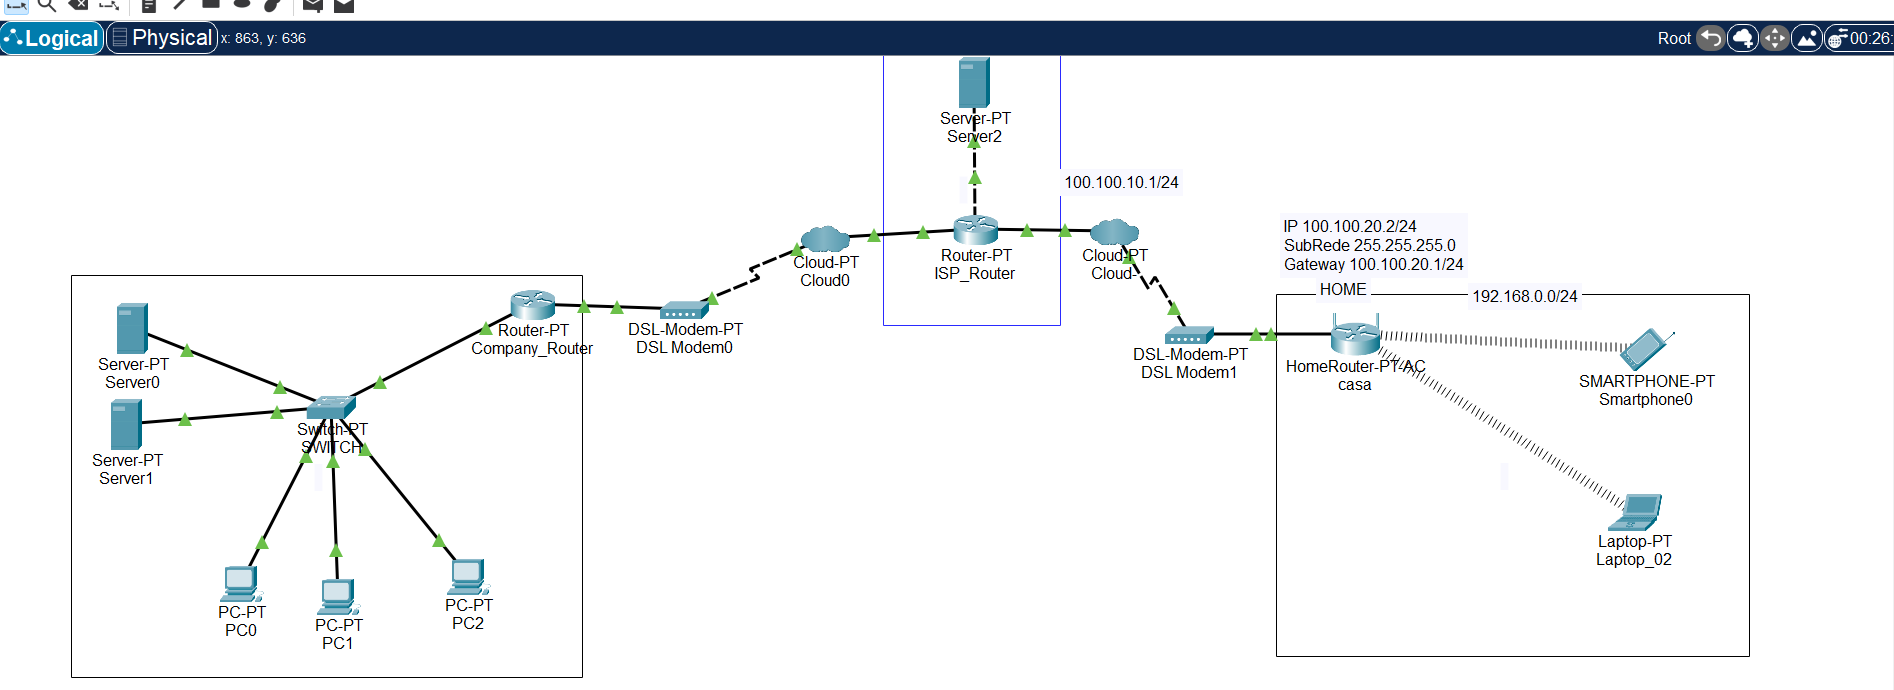 Logical
Physical
x: 863, y: 636
Root
00:26:
Server-PT
Server2
100.100.10.1/24
Router-PT
ISP_Router
Cloud-PT
Cloud0
Cloud-PT
Cloud-
IP 100.100.20.2/24
SubRede 255.255.255.0
Gateway 100.100.20.1/24
HOME
192.168.0.0/24
Router-PT
Company_Router
DSL-Modem-PT
DSL Modem0
DSL-Modem-PT
DSL Modem1
HomeRouter-PT-AC
casa
SMARTPHONE-PT
Smartphone0
Server-PT
Server0
Switch-PT
SWITCH
Server-PT
Server1
Laptop-PT
Laptop_02
PC-PT
PC0
PC-PT
PC1
PC-PT
PC2